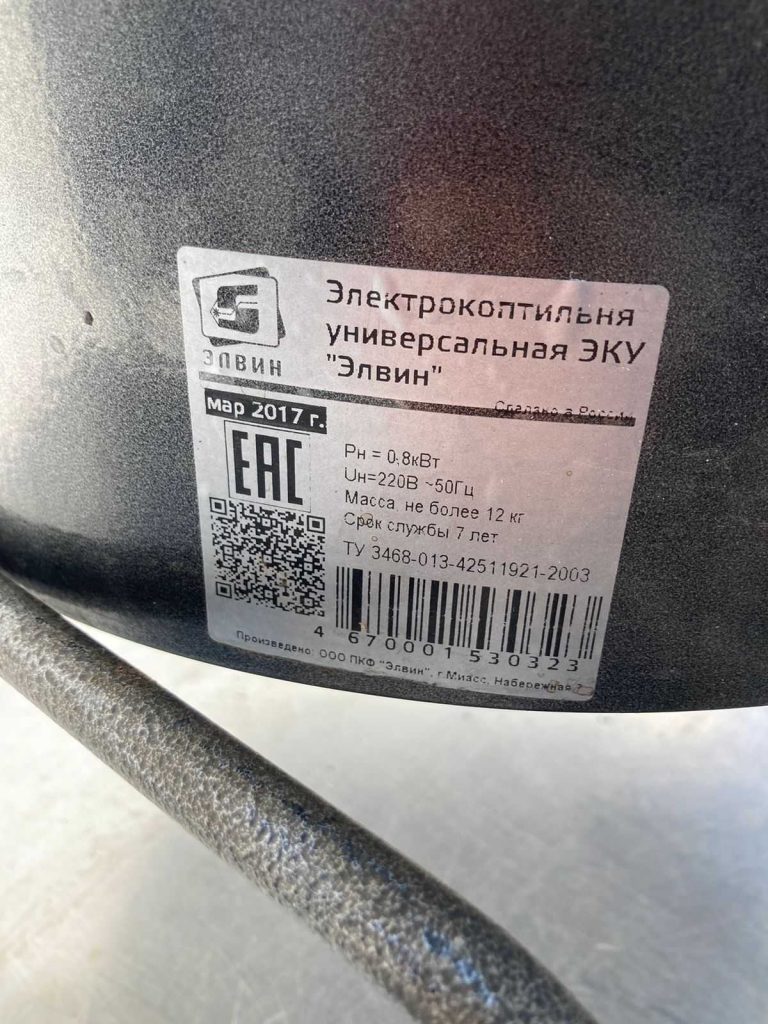 ЭЛВИН
Электрокоптильня
универсальная ЭКУ
"Элвин"
Сделано в России
мар 2017 г.
EAC
Рн = 0,8кВт
Uн=220В ~50Гц
Масса не более 12 кг
Срок службы 7 лет
ТУ 3468-013-42511921-2003
4 670001 530323
Произведено: ООО ПКФ "Элвин", г.Миасс, Набережная